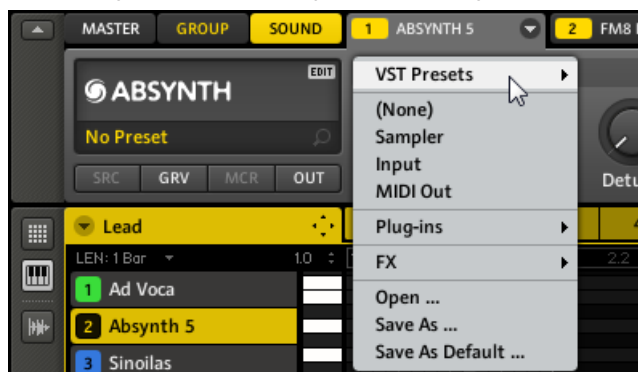 MASTER GROUP SOUND 1 ABSYNTH 5 2 FM8
ABSYNTH EDIT
No Preset
SRC GRV MCR OUT
VST Presets
(None)
Sampler
Input
MIDI Out
Plug-ins
FX
Open ...
Save As ...
Save As Default ...
Detu
Lead 4
LEN: 1 Bar 1.0 2.2
1 Ad Voca
2 Absynth 5
3 Sinoilas